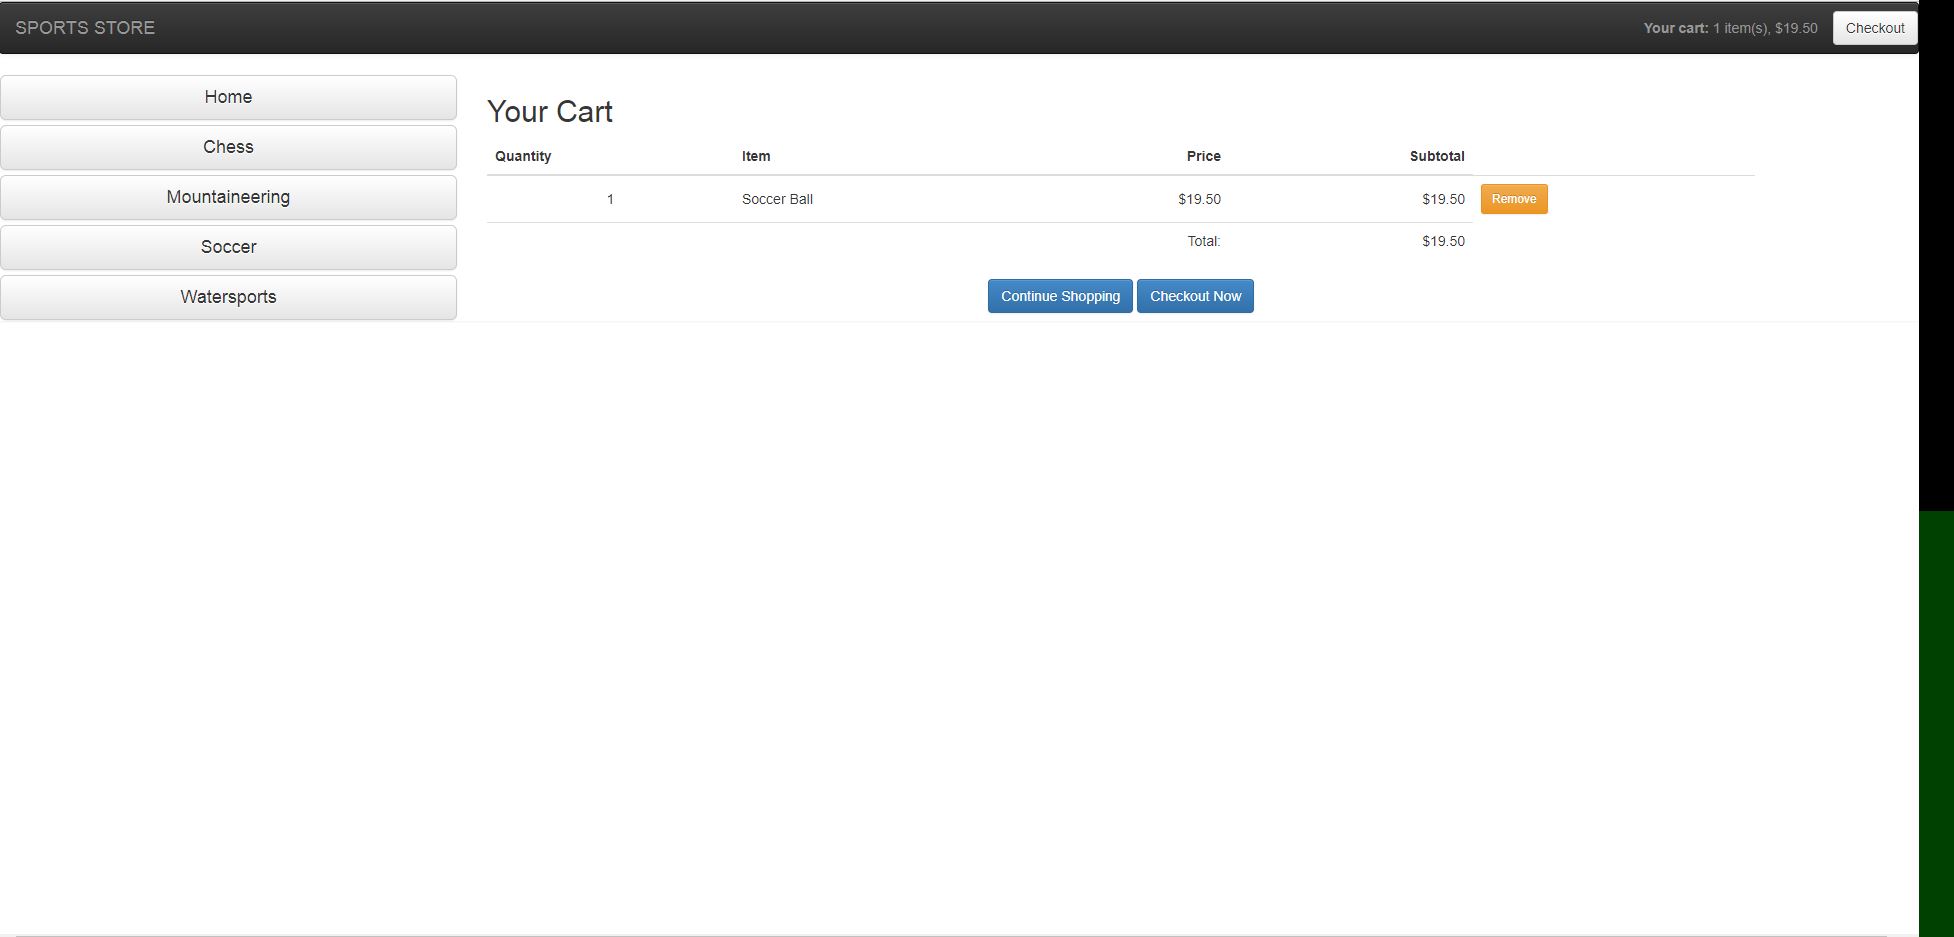 SPORTS STORE
Your cart: 1 item(s), $19.50
Checkout
Home
Chess
Mountaineering
Soccer
Watersports
Your Cart
Quantity Item Price Subtotal
1 Soccer Ball $19.50 $19.50 Remove
Total: $19.50
Continue Shopping Checkout Now